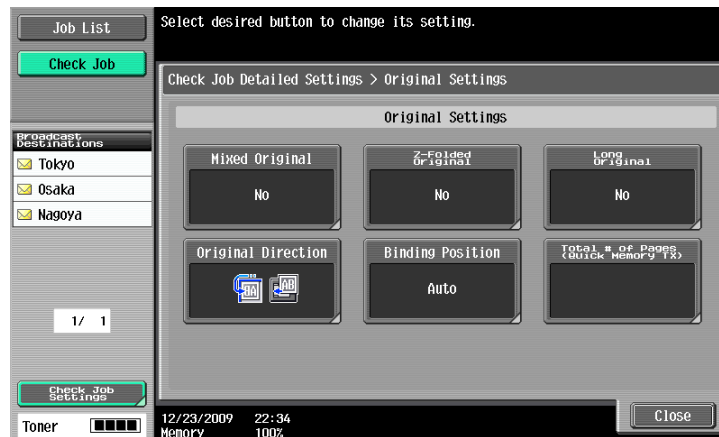 Job List
Select desired button to change its setting.
Check Job
Check Job Detailed Settings > Original Settings
Original Settings
Broadcast
Destinations
Tokyo
Osaka
Nagoya
Mixed Original
No
Z-Folded
Original
No
Long
Original
No
Original Direction
Binding Position
Auto
Total # of Pages
(Quick Memory TX)
1/ 1
Check Job
Settings
Toner
12/23/2009 22:34
Memory 100%
Close